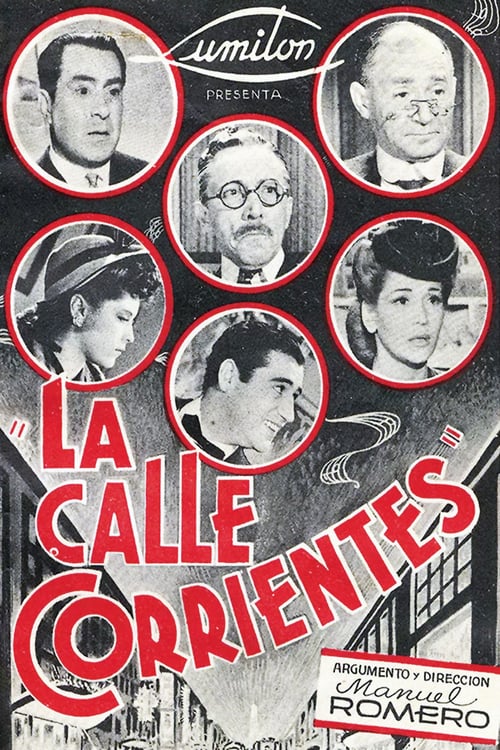 Lumiton
PRESENTA
"LA
CALLE
CORRIENTES"
ARGUMENTO Y DIRECCION
Manuel
ROMERO